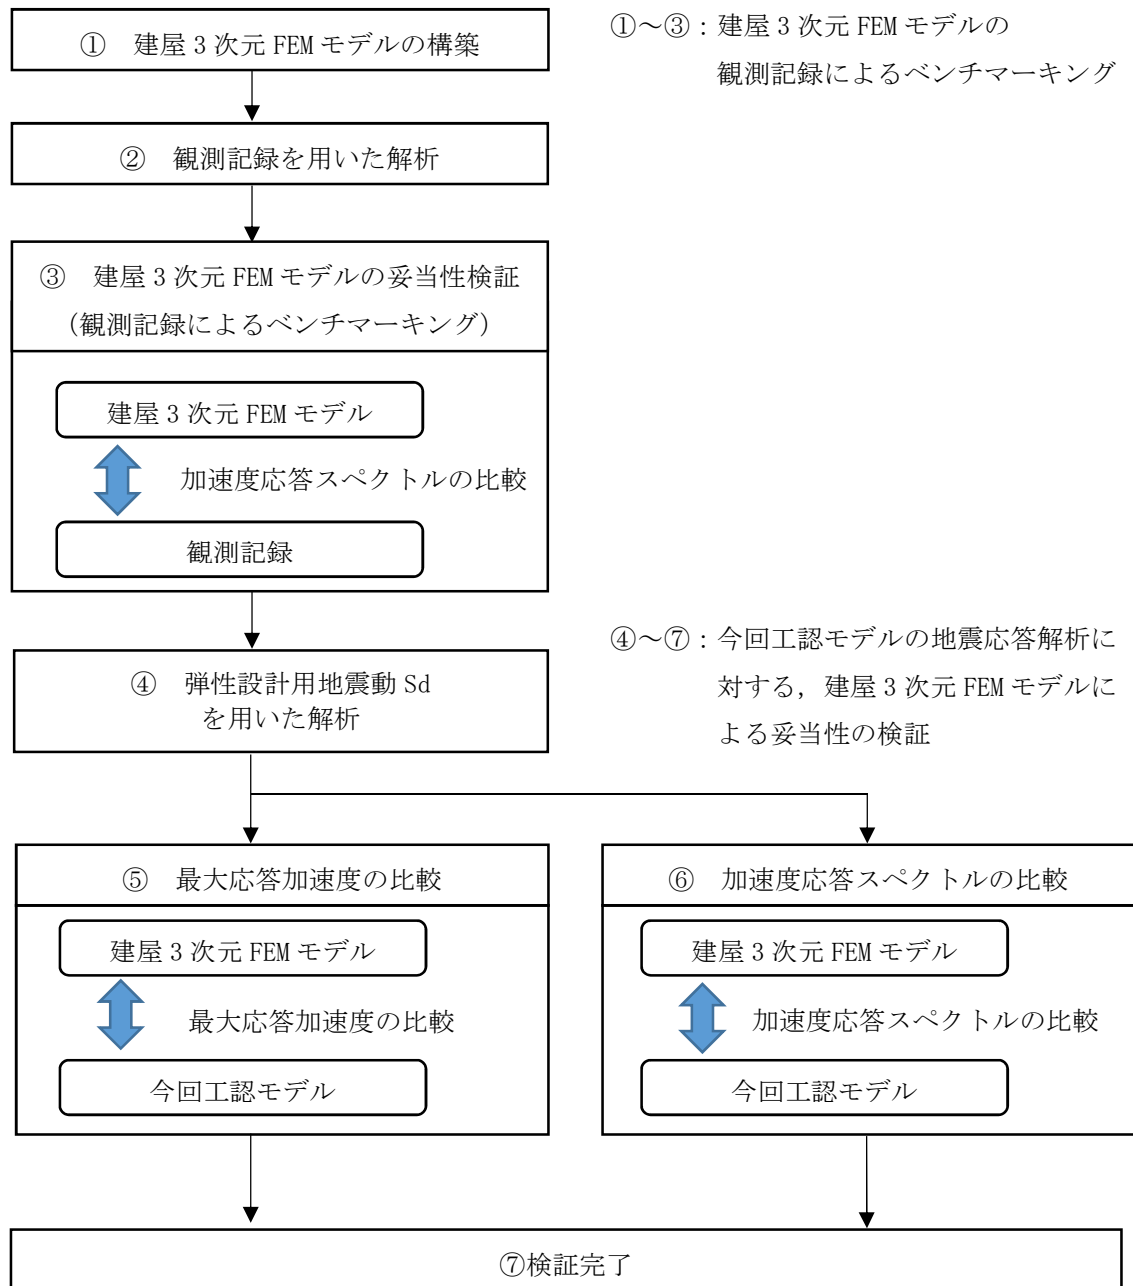 ① 建屋 3 次元 FEM モデルの構築
①～③：建屋 3 次元 FEM モデルの
観測記録によるベンチマーキング
② 観測記録を用いた解析
③ 建屋 3 次元 FEM モデルの妥当性検証
（観測記録によるベンチマーキング）
建屋 3 次元 FEM モデル
加速度応答スペクトルの比較
観測記録
④～⑦：今回工認モデルの地震応答解析に
対する，建屋 3 次元 FEM モデルに
よる妥当性の検証
④ 弾性設計用地震動 Sd
を用いた解析
⑤ 最大応答加速度の比較
建屋 3 次元 FEM モデル
最大応答加速度の比較
今回工認モデル
⑥ 加速度応答スペクトルの比較
建屋 3 次元 FEM モデル
加速度応答スペクトルの比較
今回工認モデル
⑦検証完了